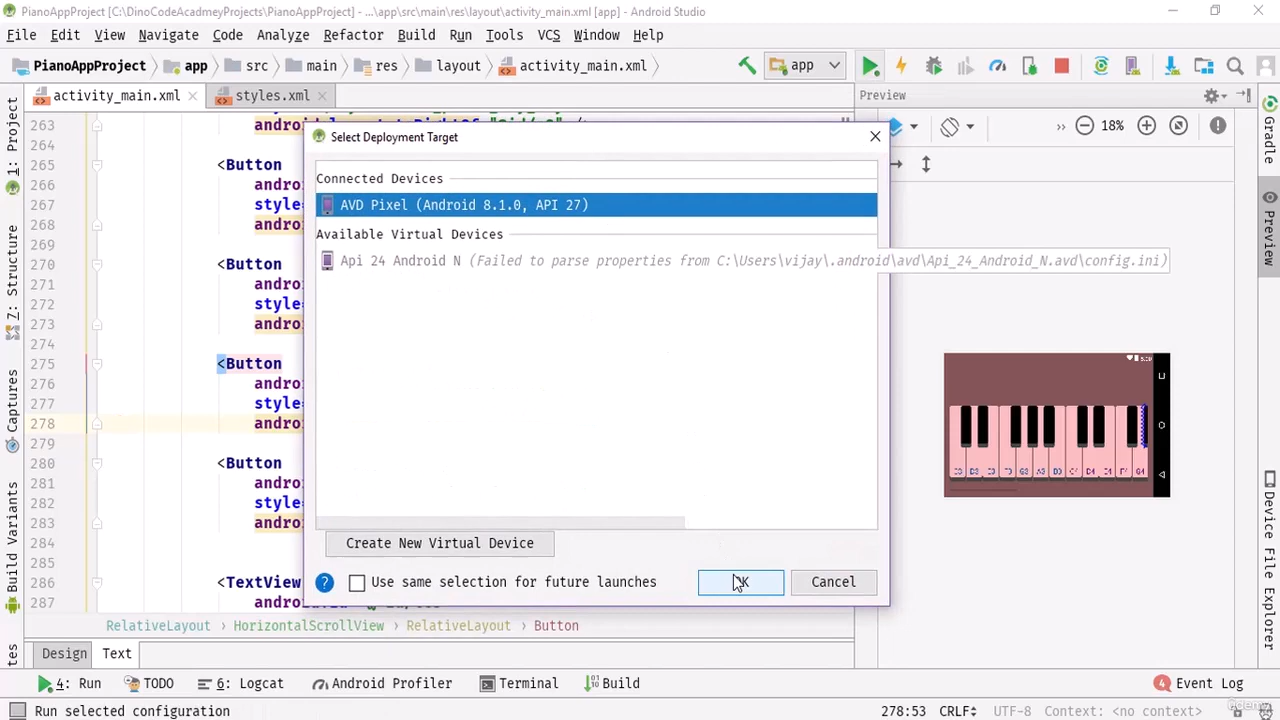 PianoAppProject [C:\DinoCodeAcadmeyProjects\PianoAppProject] - ...\app\src\main\res\layout\activity_main.xml [app] - Android Studio
File Edit View Navigate Code Analyze Refactor Build Run Tools VCS Window Help
PianoAppProject app src main res layout activity_main.xml app
activity_main.xml styles.xml Preview
18%
1: Project
Z: Structure
Captures
Build Variants
Gradle
Preview
Device File Explorer
263
264
265 <Button
266
267 style=
268
269
270 <Button
271
272 style=
273
274
275 <Button
276
277 style=
278
279
280 <Button
281
282 style=
283
284
285
286 <TextView
287
Select Deployment Target
Connected Devices
AVD Pixel (Android 8.1.0, API 27)
Available Virtual Devices
Api 24 Android N (Failed to parse properties from C:\Users\vijay\.android\avd\Api_24_Android_N.avd\config.ini)
Create New Virtual Device
Use same selection for future launches
OK Cancel
RelativeLayout › HorizontalScrollView › RelativeLayout › Button
Design Text
4: Run TODO 6: Logcat Android Profiler Terminal Build 4 Event Log
Run selected configuration 278:53 CRLF UTF-8 Context: <no context>